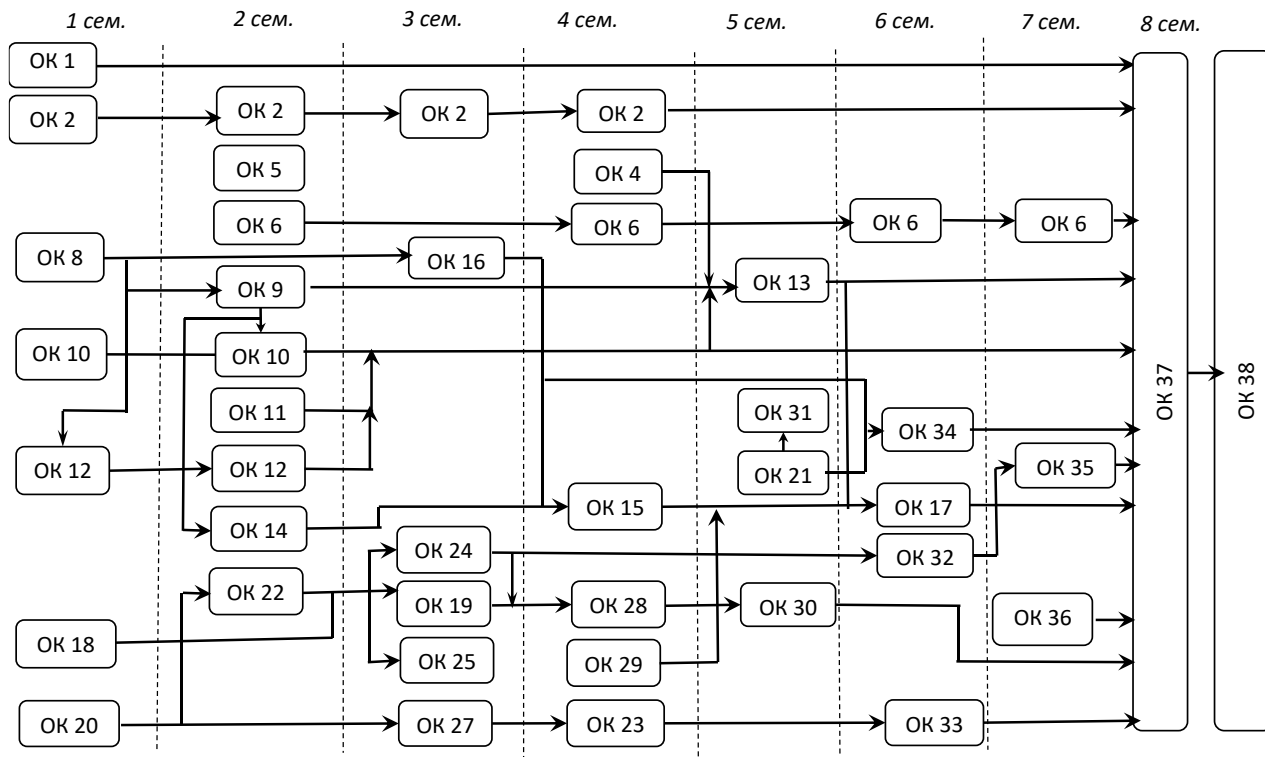 1 сем. 2 сем. 3 сем. 4 сем. 5 сем. 6 сем. 7 сем. 8 сем.
ОК 1
ОК 2 ОК 2 ОК 2 ОК 2
ОК 5 ОК 4
ОК 6 ОК 6 ОК 6 ОК 6
ОК 8 ОК 16
ОК 9 ОК 13
ОК 10 ОК 10
ОК 37 ОК 38
ОК 11 ОК 31 ОК 34
ОК 12 ОК 12 ОК 21 ОК 35
ОК 14 ОК 15 ОК 17
ОК 24 ОК 32
ОК 22 ОК 19 ОК 28 ОК 30
ОК 18 ОК 25 ОК 29 ОК 36
ОК 20 ОК 27 ОК 23 ОК 33